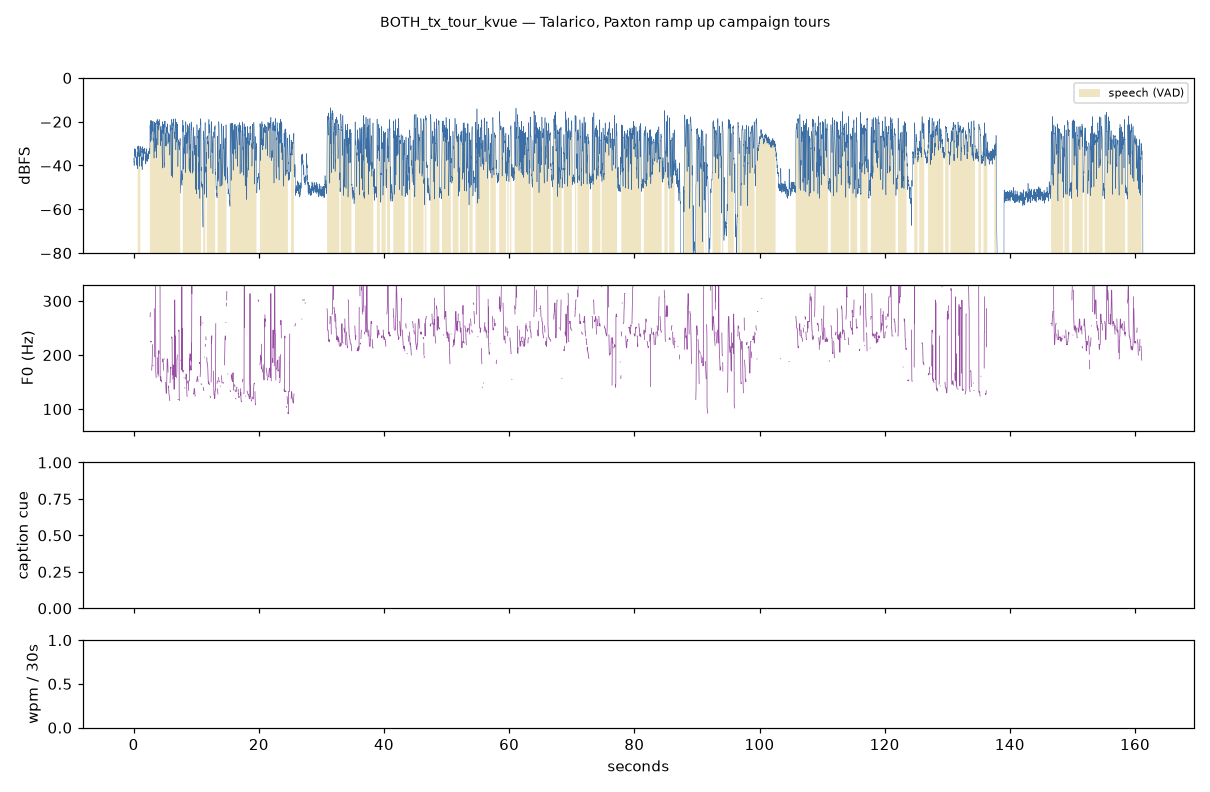 BOTH_tx_tour_kvue — Talarico, Paxton ramp up campaign tours
0
−20
−40
−60
−80
dBFS
speech (VAD)
300
200
100
F0 (Hz)
1.00
0.75
0.50
0.25
0.00
caption cue
1.0
0.5
0.0
wpm / 30s
0 20 40 60 80 100 120 140 160
seconds